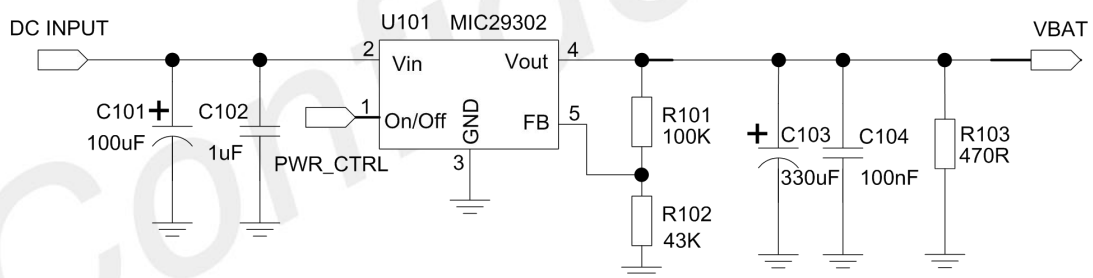 DC INPUT
U101 MIC29302
VBAT
2
Vin
Vout
4
C101
100uF
C102
1uF
1
On/Off
PWR_CTRL
GND
3
FB
5
R101
100K
R102
43K
C103
330uF
C104
100nF
R103
470R